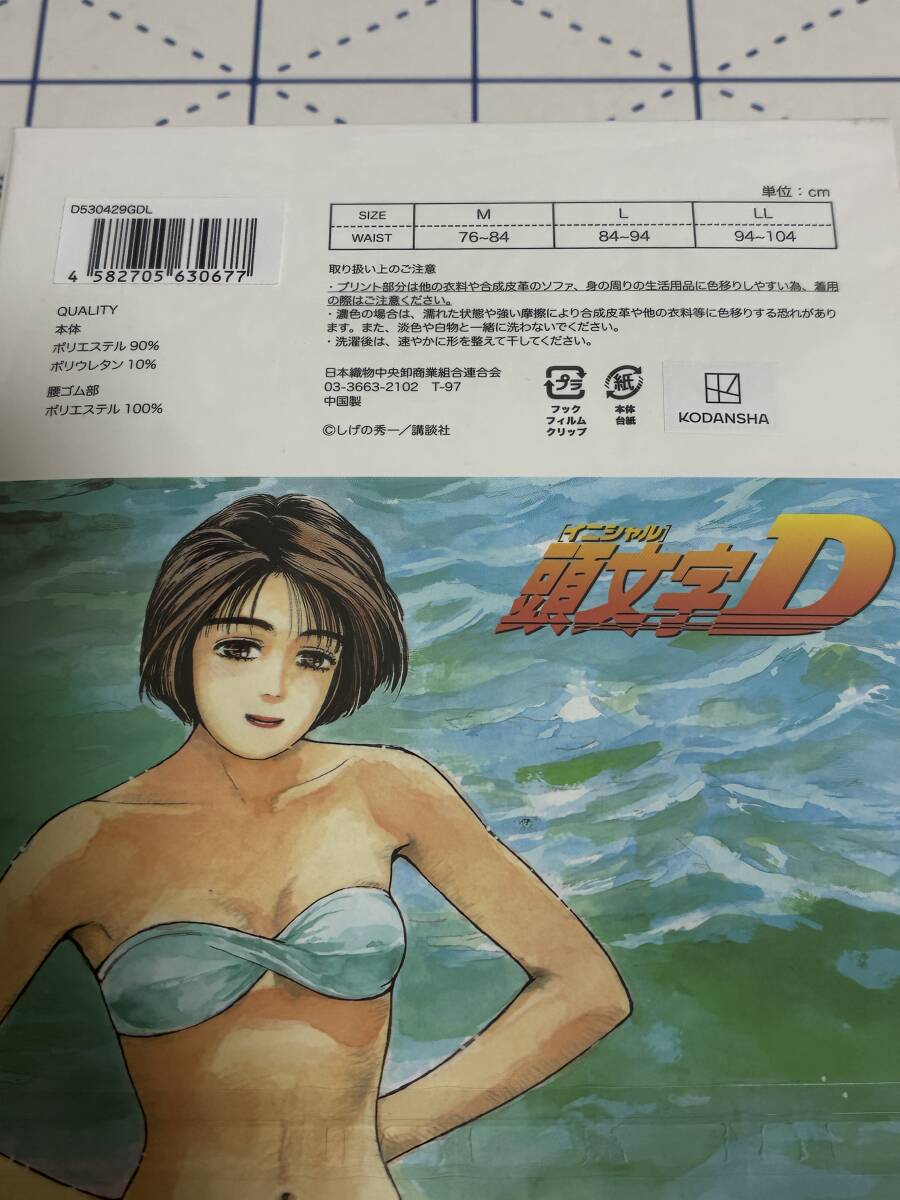 D530429GDL
4 582705 630677
QUALITY
本体
ポリエステル 90%
ポリウレタン 10%
腰ゴム部
ポリエステル 100%
単位：cm
SIZE M L LL
WAIST 76~84 84~94 94~104
取り扱い上のご注意
・プリント部分は他の衣料や合成皮革のソファ、身の周りの生活用品に色移りしやすい為、着用
の際はご注意ください。
・濃色の場合は、濡れた状態や強い摩擦により合成皮革や他の衣料等に色移りする恐れがあり
ます。また、淡色や白物と一緒に洗わないでください。
・洗濯後は、速やかに形を整えて干してください。
日本織物中央卸商業組合連合会
03-3663-2102 T-97
中国製
©しげの秀一／講談社
プラ
フック
フィルム
クリップ
紙
本体
台紙
KODANSHA
[イニシャル]
頭文字D